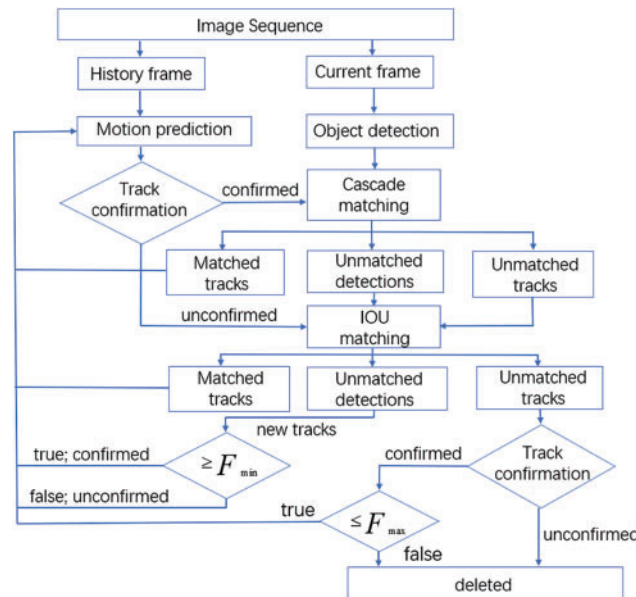 Image Sequence
History frame
Current frame
Motion prediction
Object detection
Track
confirmation
confirmed
Cascade
matching
Matched
tracks
Unmatched
detections
Unmatched
tracks
unconfirmed
IOU
matching
Matched
tracks
Unmatched
detections
Unmatched
tracks
new tracks
true; confirmed
≥ F min
confirmed
Track
confirmation
false; unconfirmed
true
≤ F max
unconfirmed
false
deleted